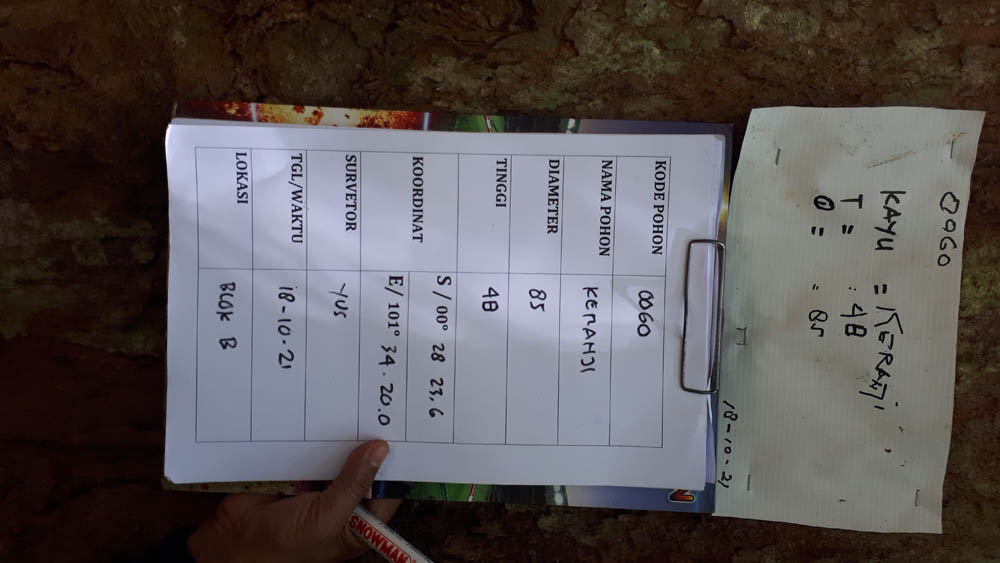 0060
KAYU = KERANJI
T = : 48
Ø = = 85
18-10-21
N
KODE POHON 0060
NAMA POHON KERANJI
DIAMETER 85
TINGGI 48
KOORDINAT S / 00° 28 23.6
E/ 101° 34.20.0
SURVETOR YUS
TGL/WAKTU 18-10-21
LOKASI BLOK B
SNOWMAN